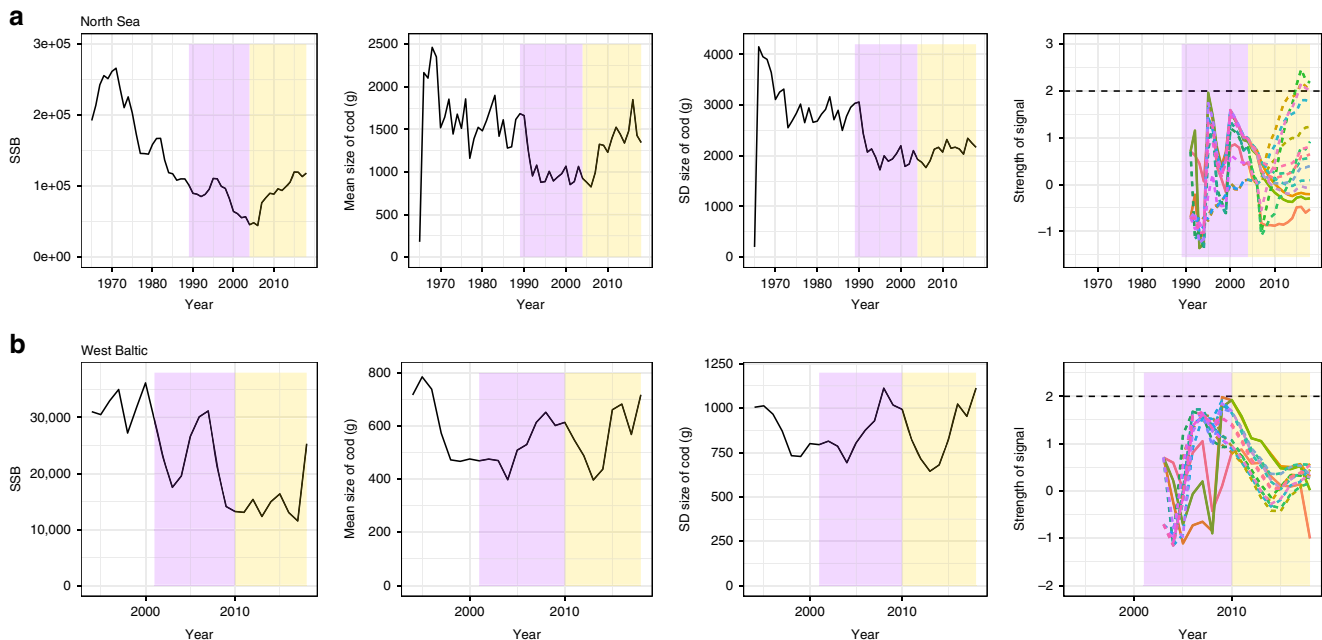 a
North Sea
SSB
3e+05
2e+05
1e+05
0e+00
1970 1980 1990 2000 2010
Year
Mean size of cod (g)
2500
2000
1500
1000
500
0
1970 1980 1990 2000 2010
Year
SD size of cod (g)
4000
3000
2000
1000
0
1970 1980 1990 2000 2010
Year
Strength of signal
3
2
1
0
–1
1970 1980 1990 2000 2010
Year
b
West Baltic
SSB
30,000
20,000
10,000
0
2000 2010
Year
Mean size of cod (g)
800
600
400
200
0
2000 2010
Year
SD size of cod (g)
1250
1000
750
500
250
0
2000 2010
Year
Strength of signal
2
1
0
–1
–2
2000 2010
Year